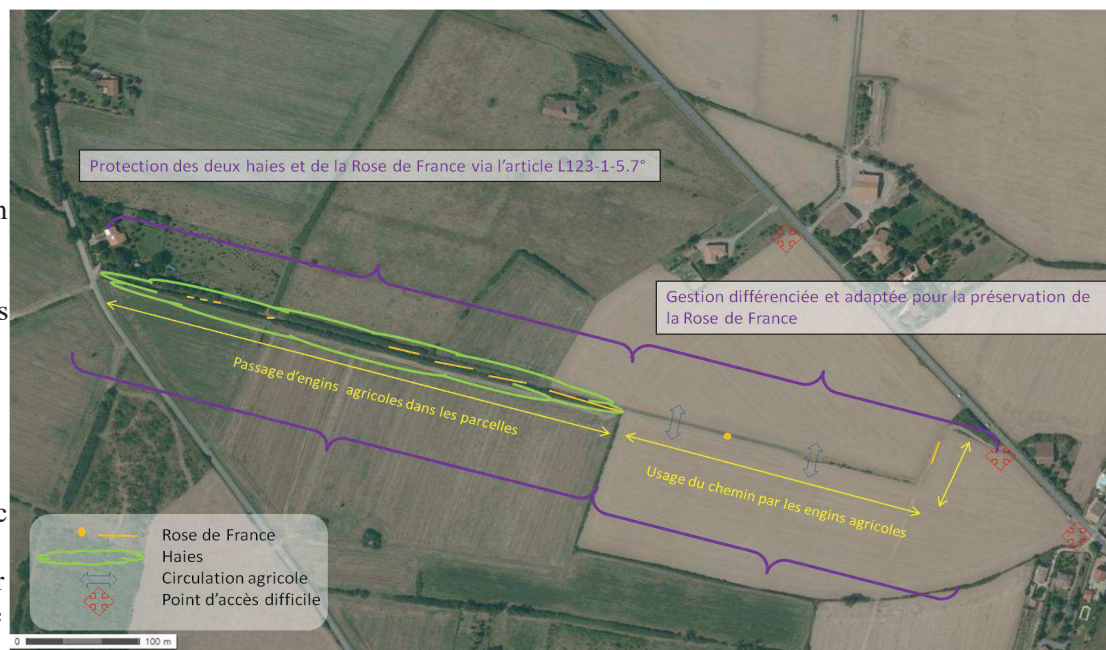 Protection des deux haies et de la Rose de France via l'article L123-1-5.7°
Gestion différenciée et adaptée pour la préservation de
la Rose de France
Passage d'engins agricoles dans les parcelles
Usage du chemin par les engins agricoles
Rose de France
Haies
Circulation agricole
Point d'accès difficile
0 100 m